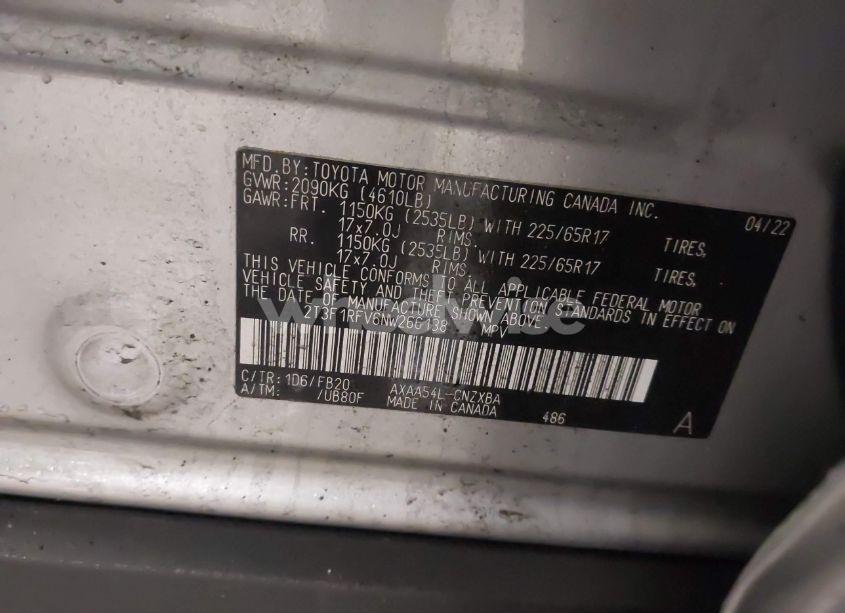 MFD.BY:TOYOTA MOTOR MANUFACTURING CANADA INC.
04/22
GVWR:2090KG (4610LB)
GAWR:FRT. 1150KG (2535LB) WITH 225/65R17 TIRES,
17x7.0J RIMS.
RR. 1150KG (2535LB) WITH 225/65R17 TIRES,
17x7.0J RIMS.
THIS VEHICLE CONFORMS TO ALL APPLICABLE FEDERAL MOTOR
VEHICLE SAFETY AND THEFT PREVENTION STANDARDS IN EFFECT ON
THE DATE OF MANUFACTURE SHOWN ABOVE.
MPV
wheelwise
C/TR:1D6/FB20 AXAA54L-CNZXBA
A/TM: /UB80F MADE IN CANADA 486
A